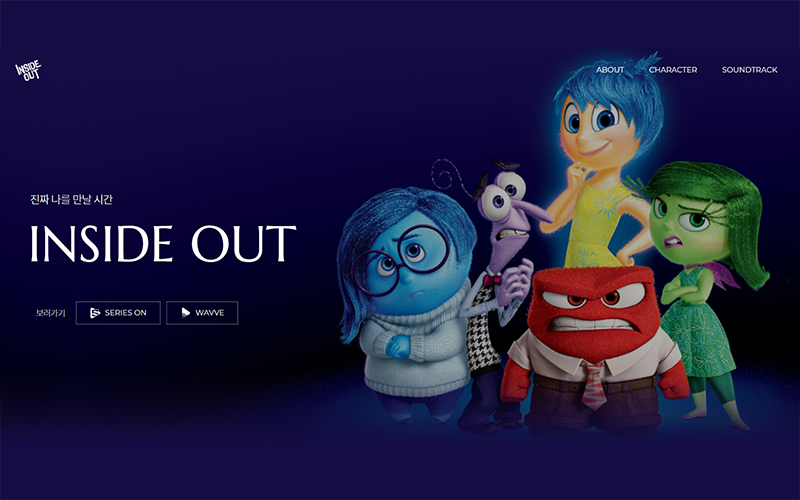 INSIDE
OUT
ABOUT
CHARACTER
SOUNDTRACK
진짜 나를 만날 시간
INSIDE OUT
보러가기
SERIES ON
WAVVE